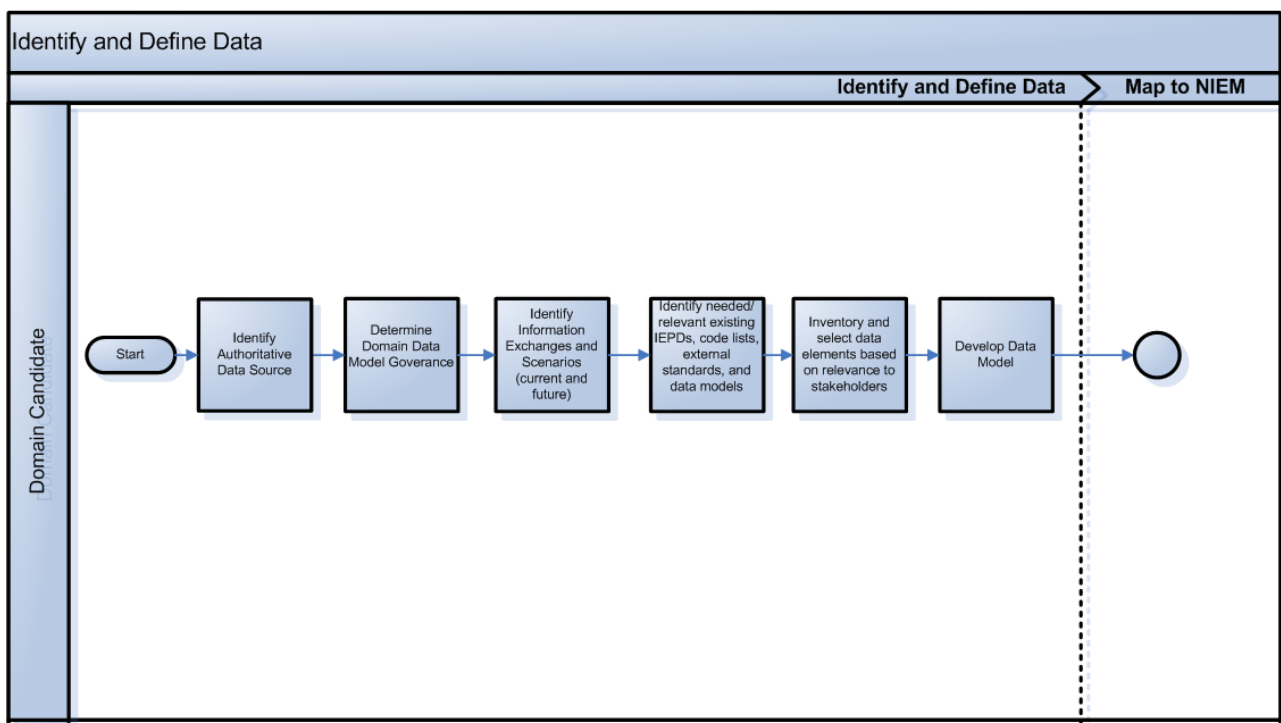 Identify and Define Data
Identify and Define Data
Map to NIEM
Domain Candidate
Start
Identify
Authoritative
Data Source
Determine
Domain Data
Model Goverance
Identify
Information
Exchanges and
Scenarios
(current and
future)
Identify needed/
relevant existing
IEPDs, code lists,
external
standards, and
data models
Inventory and
select data
elements based
on relevance to
stakeholders
Develop Data
Model